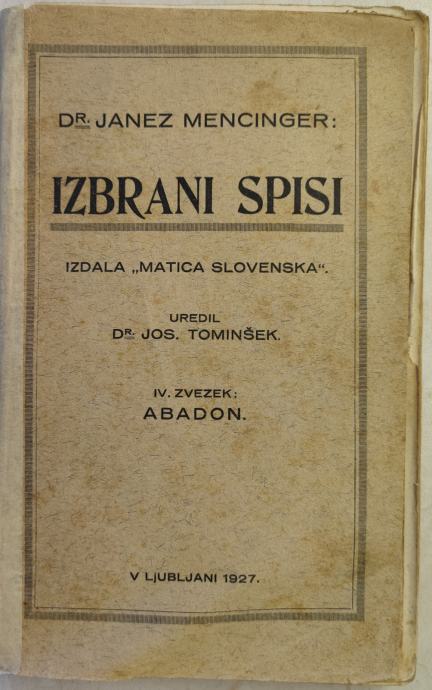 DR. JANEZ MENCINGER:
IZBRANI SPISI
IZDALA „MATICA SLOVENSKA“.
UREDIL
DR. JOS. TOMINŠEK.
IV. ZVEZEK:
ABADON.
V LJUBLJANI 1927.